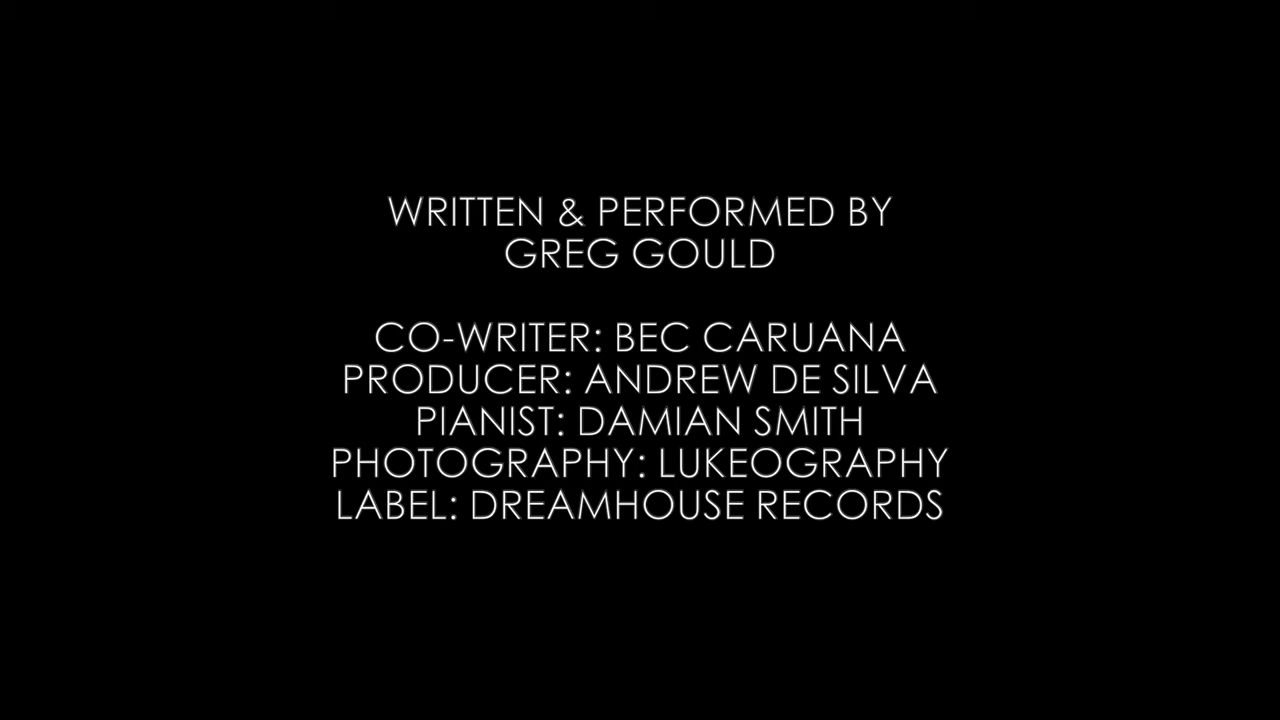 WRITTEN & PERFORMED BY
GREG GOULD
CO-WRITER: BEC CARUANA
PRODUCER: ANDREW DE SILVA
PIANIST: DAMIAN SMITH
PHOTOGRAPHY: LUKEOGRAPHY
LABEL: DREAMHOUSE RECORDS